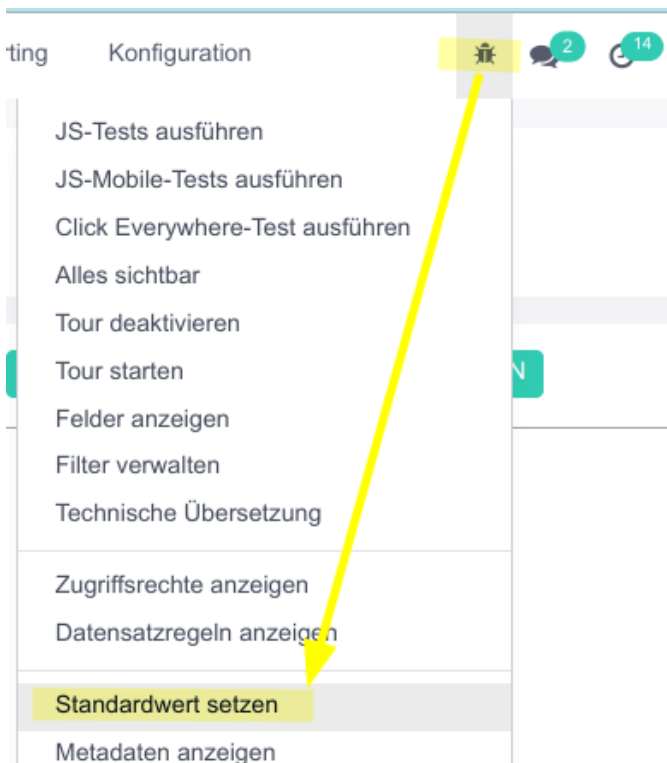 rting Konfiguration 2 14
JS-Tests ausführen
JS-Mobile-Tests ausführen
Click Everywhere-Test ausführen
Alles sichtbar
Tour deaktivieren
Tour starten
N
Felder anzeigen
Filter verwalten
Technische Übersetzung
Zugriffsrechte anzeigen
Datensatzregeln anzeigen
Standardwert setzen
Metadaten anzeigen